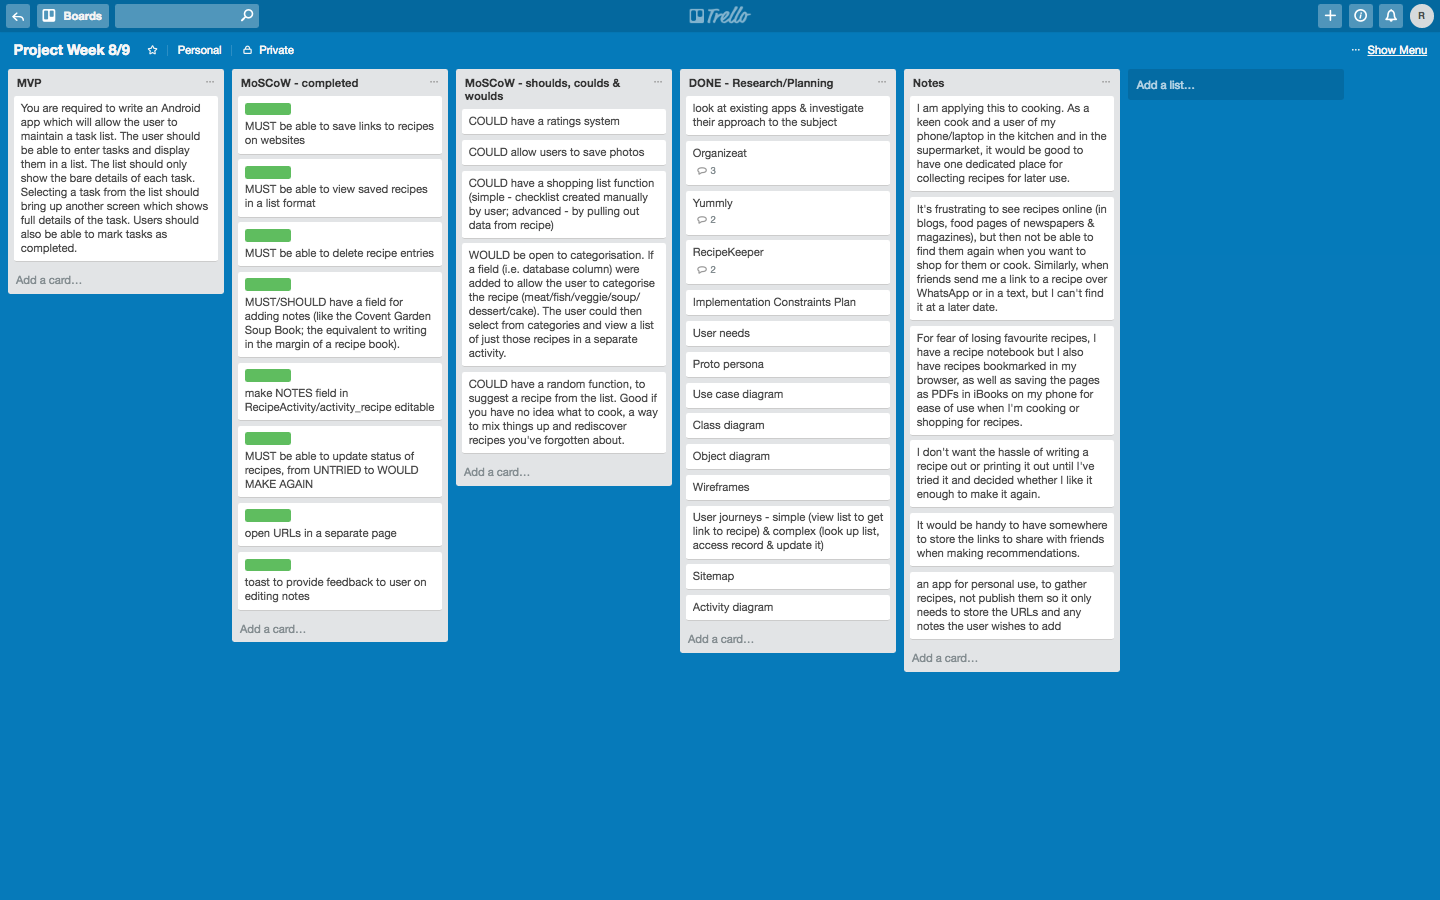 Boards
Trello
R
Project Week 8/9
Personal
Private
... Show Menu
MVP
You are required to write an Android
app which will allow the user to
maintain a task list. The user should
be able to enter tasks and display
them in a list. The list should only
show the bare details of each task.
Selecting a task from the list should
bring up another screen which shows
full details of the task. Users should
also be able to mark tasks as
completed.
Add a card…
MoSCoW - completed
MUST be able to save links to recipes
on websites
MUST be able to view saved recipes
in a list format
MUST be able to delete recipe entries
MUST/SHOULD have a field for
adding notes (like the Covent Garden
Soup Book; the equivalent to writing
in the margin of a recipe book).
make NOTES field in
RecipeActivity/activity_recipe editable
MUST be able to update status of
recipes, from UNTRIED to WOULD
MAKE AGAIN
open URLs in a separate page
toast to provide feedback to user on
editing notes
Add a card…
MoSCoW - shoulds, coulds &
woulds
COULD have a ratings system
COULD allow users to save photos
COULD have a shopping list function
(simple - checklist created manually
by user; advanced - by pulling out
data from recipe)
WOULD be open to categorisation. If
a field (i.e. database column) were
added to allow the user to categorise
the recipe (meat/fish/veggie/soup/
dessert/cake). The user could then
select from categories and view a list
of just those recipes in a separate
activity.
COULD have a random function, to
suggest a recipe from the list. Good if
you have no idea what to cook, a way
to mix things up and rediscover
recipes you've forgotten about.
Add a card…
DONE - Research/Planning
look at existing apps & investigate
their approach to the subject
Organizeat
3
Yummly
2
RecipeKeeper
2
Implementation Constraints Plan
User needs
Proto persona
Use case diagram
Class diagram
Object diagram
Wireframes
User journeys - simple (view list to get
link to recipe) & complex (look up list,
access record & update it)
Sitemap
Activity diagram
Add a card…
Notes
I am applying this to cooking. As a
keen cook and a user of my
phone/laptop in the kitchen and in the
supermarket, it would be good to
have one dedicated place for
collecting recipes for later use.
It's frustrating to see recipes online (in
blogs, food pages of newspapers &
magazines), but then not be able to
find them again when you want to
shop for them or cook. Similarly, when
friends send me a link to a recipe over
WhatsApp or in a text, but I can't find
it at a later date.
For fear of losing favourite recipes, I
have a recipe notebook but I also
have recipes bookmarked in my
browser, as well as saving the pages
as PDFs in iBooks on my phone for
ease of use when I'm cooking or
shopping for recipes.
I don't want the hassle of writing a
recipe out or printing it out until I've
tried it and decided whether I like it
enough to make it again.
It would be handy to have somewhere
to store the links to share with friends
when making recommendations.
an app for personal use, to gather
recipes, not publish them so it only
needs to store the URLs and any
notes the user wishes to add
Add a card…
Add a list…